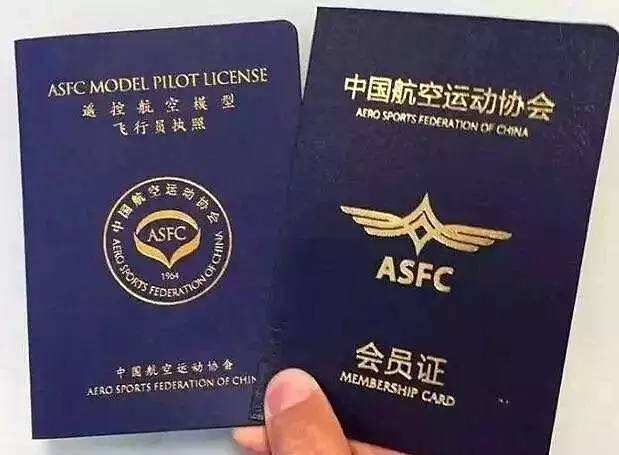 ASFC MODEL PILOT LICENSE
遥控航空模型
飞行员执照
中国航空运动协会
ASFC
1964
AERO SPORTS FEDERATION OF CHINA
中国航空运动协会
AERO SPORTS FEDERATION OF CHIN
中国航空运动协会
AERO SPORTS FEDERATION OF CHINA
ASFC
会员证
MEMBERSHIP CARD